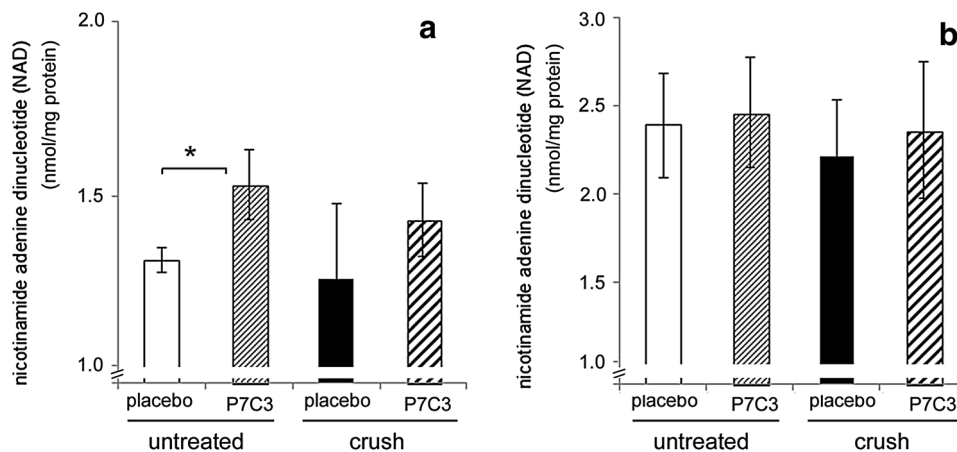 a
nicotinamide adenine dinucleotide (NAD)
(nmol/mg protein)
2.0
1.5
1.0
*
placebo P7C3 placebo P7C3
untreated crush
b
nicotinamide adenine dinucleotide (NAD)
(nmol/mg protein)
3.0
2.5
2.0
1.5
1.0
placebo P7C3 placebo P7C3
untreated crush